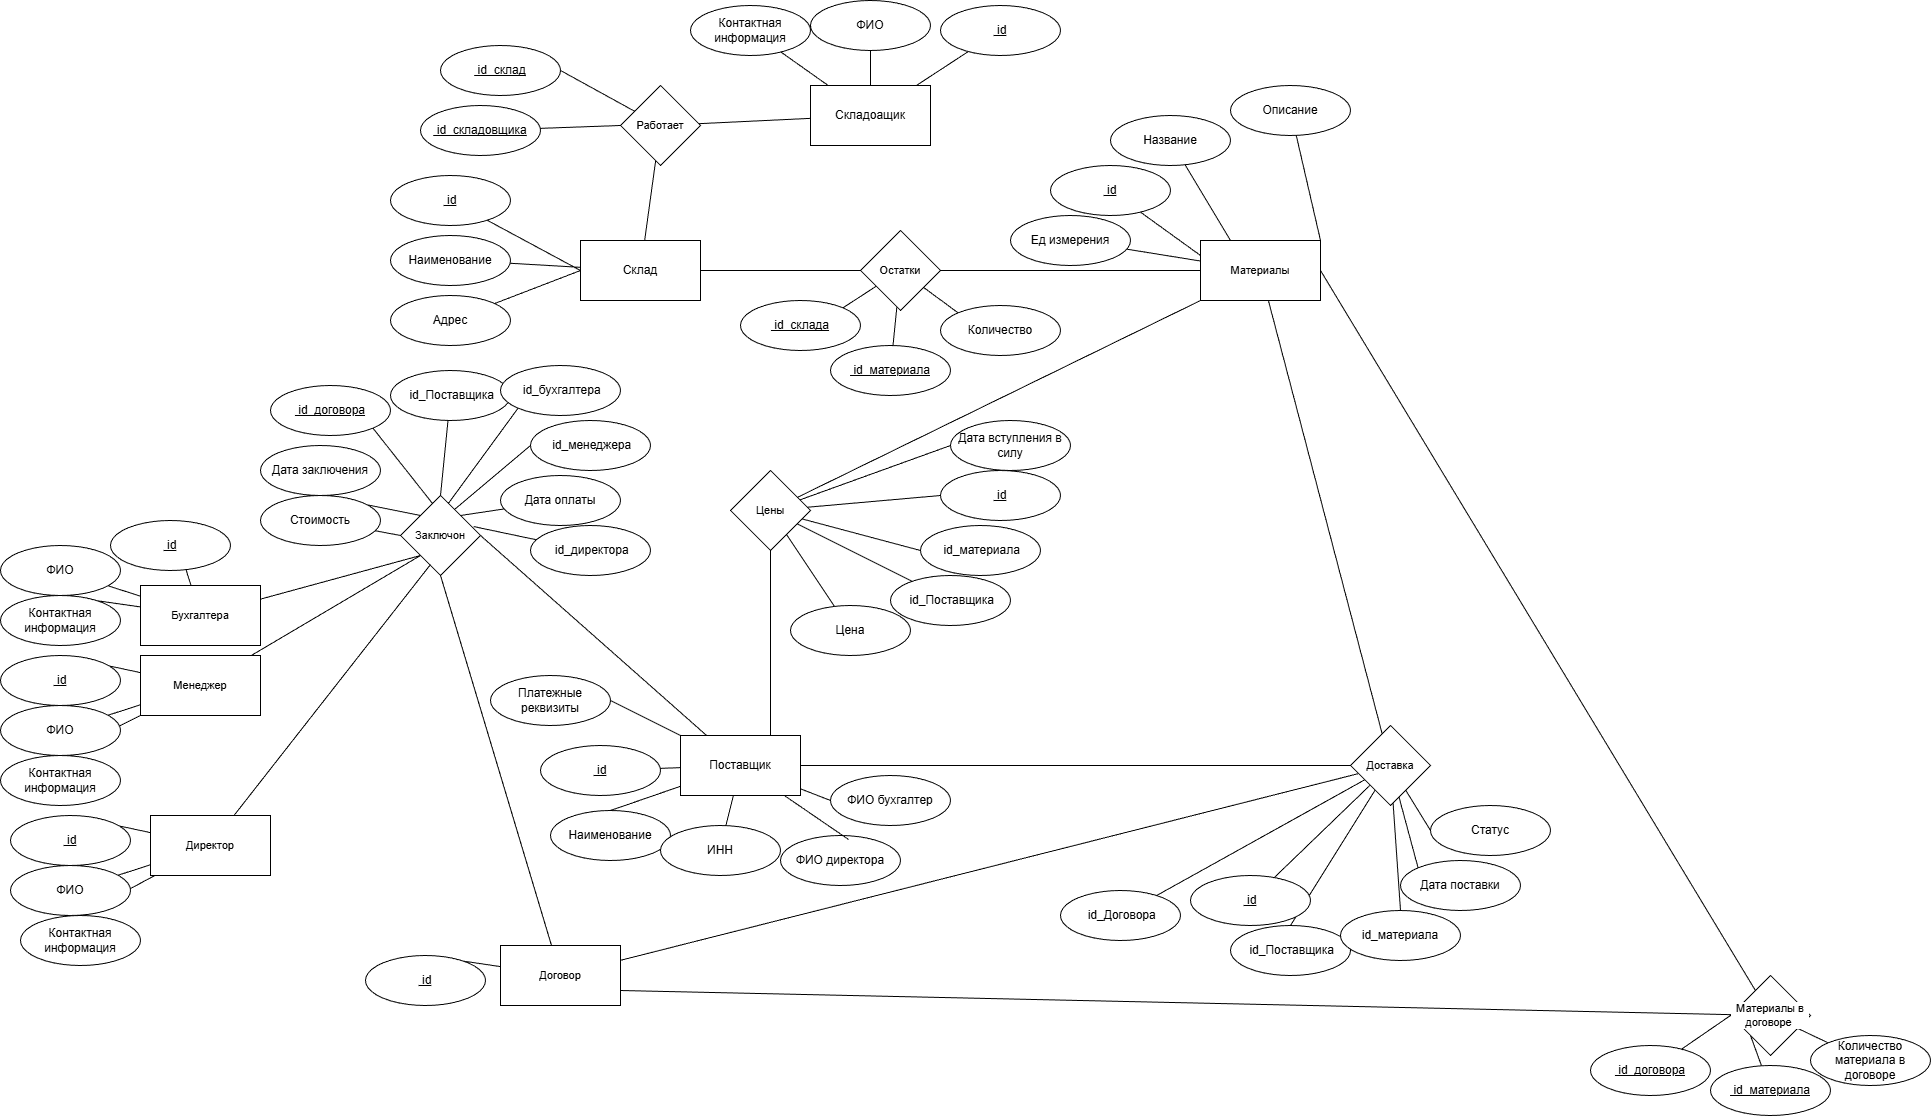 Контактная
информация
ФИО
id
id_склад
id_складовщика
Работает
Складоащик
Описание
Название
id
Ед измерения
Материалы
id
Наименование
Адрес
Склад
Остатки
id_склада
id_материала
Количество
id_договора
id_Поставщика
id_бухгалтера
id_менеджера
Дата заключения
Стоимость
Дата оплаты
id_директора
Заключон
Дата вступления в
силу
id
Цены
id_материала
id_Поставщика
Цена
id
ФИО
Контактная
информация
Бухгалтера
id
ФИО
Контактная
информация
Менеджер
id
ФИО
Контактная
информация
Директор
Платежные
реквизиты
id
Поставщик
Наименование
ИНН
ФИО директора
ФИО бухгалтер
Доставка
Статус
Дата поставки
id_Договора
id
id_Поставщика
id_материала
id
Договор
Материалы в
договоре
id_договора
id_материала
Количество
материала в
договоре